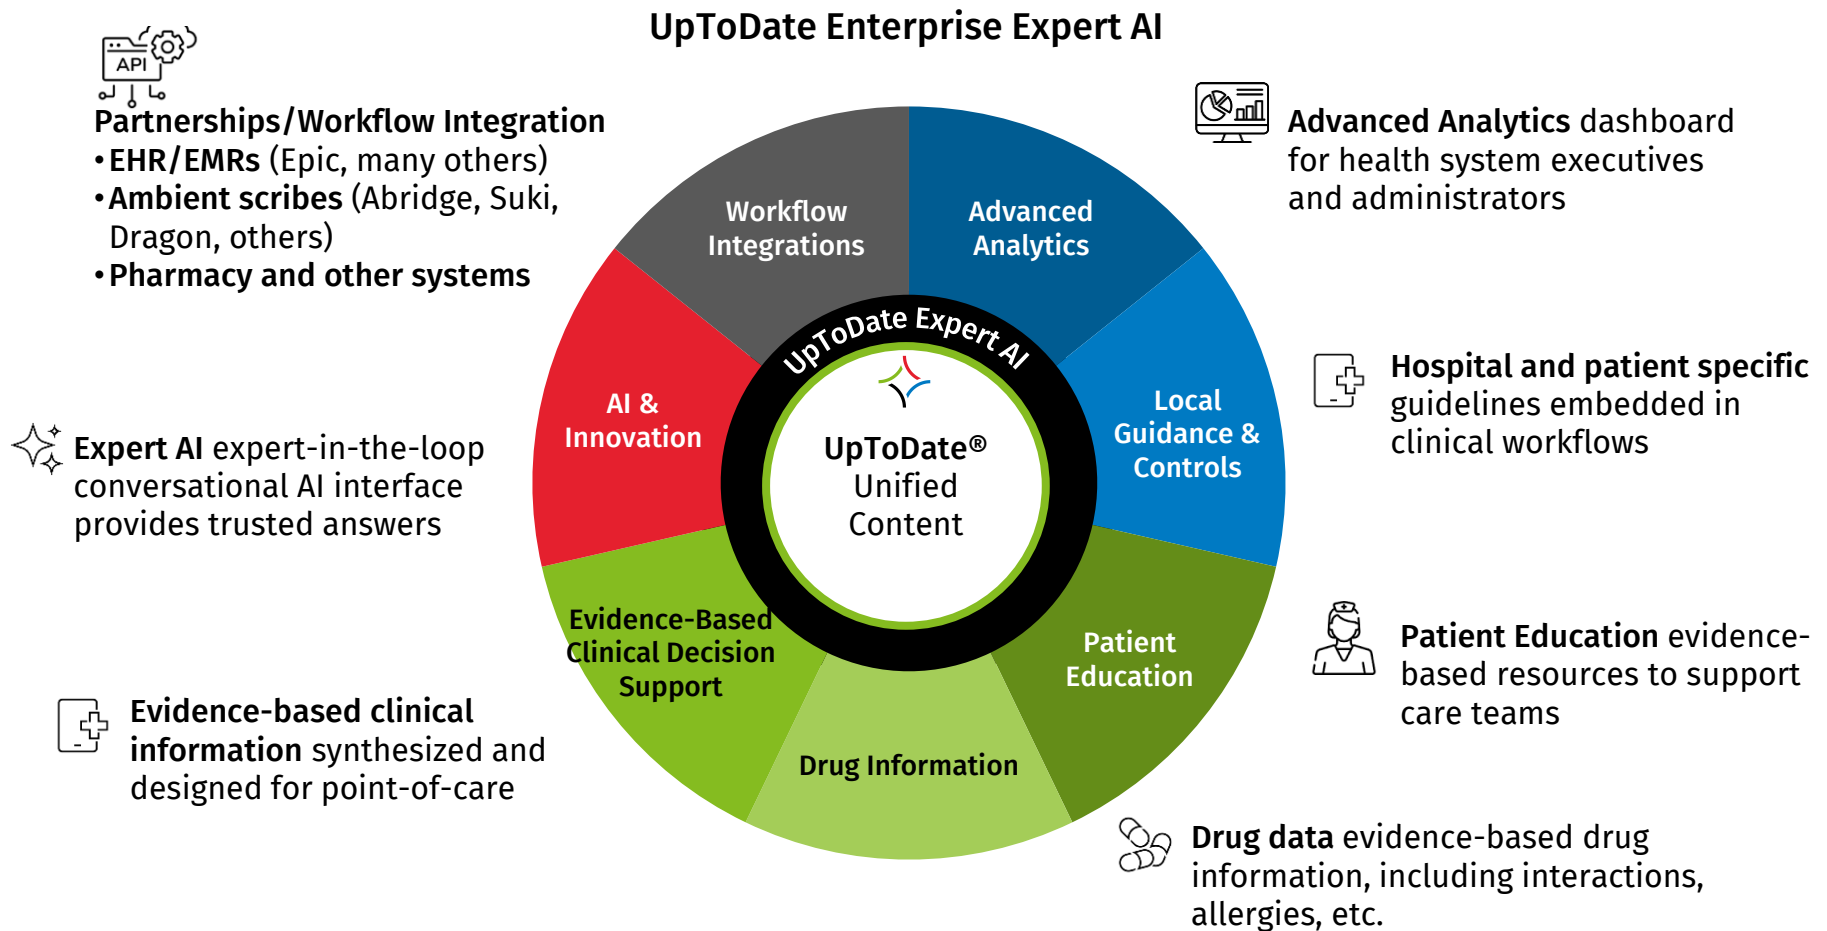 UpToDate Enterprise Expert AI
API
Partnerships/Workflow Integration
•EHR/EMRs (Epic, many others)
•Ambient scribes (Abridge, Suki,
Dragon, others)
•Pharmacy and other systems
Advanced Analytics dashboard
for health system executives
and administrators
Workflow
Integrations
Advanced
Analytics
UpToDate Expert AI
AI &
Innovation
Local
Guidance &
Controls
UpToDate®
Unified
Content
Hospital and patient specific
guidelines embedded in
clinical workflows
Expert AI expert-in-the-loop
conversational AI interface
provides trusted answers
Evidence-Based
Clinical Decision
Support
Patient
Education
Patient Education evidence-
based resources to support
care teams
Evidence-based clinical
information synthesized and
designed for point-of-care
Drug Information
Drug data evidence-based drug
information, including interactions,
allergies, etc.